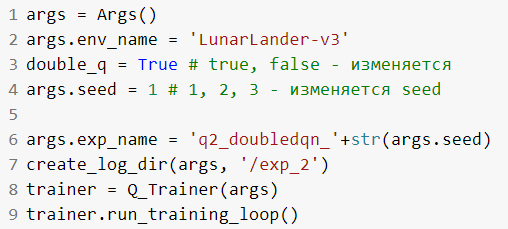 1 args = Args()
2 args.env_name = 'LunarLander-v3'
3 double_q = True # true, false - изменяется
4 args.seed = 1 # 1, 2, 3 - изменяется seed
5
6 args.exp_name = 'q2_doubledqn_'+str(args.seed)
7 create_log_dir(args, '/exp_2')
8 trainer = Q_Trainer(args)
9 trainer.run_training_loop()